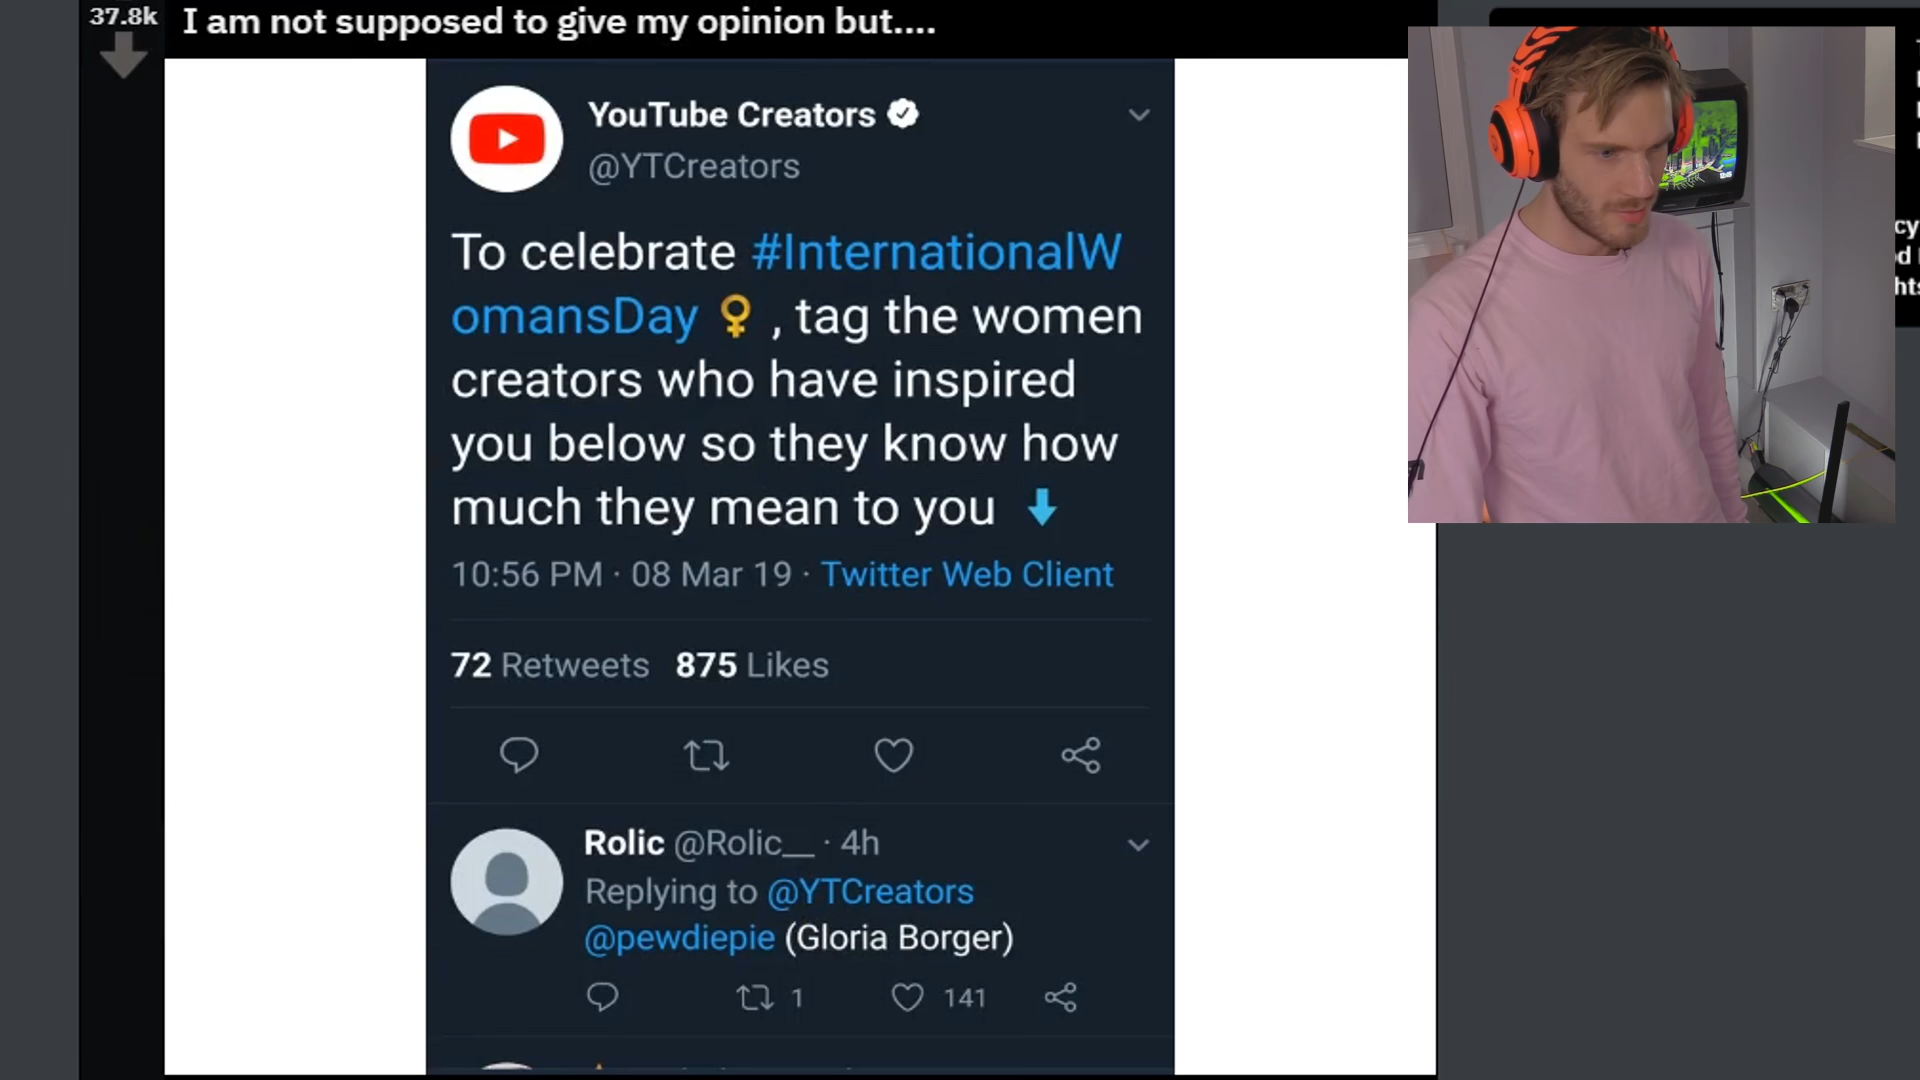 37.8k
I am not supposed to give my opinion but....
YouTube Creators
@YTCreators
To celebrate #InternationalW
omansDay ♀ , tag the women
creators who have inspired
you below so they know how
much they mean to you ⬇
10:56 PM · 08 Mar 19 · Twitter Web Client
72 Retweets 875 Likes
Rolic @Rolic__ · 4h
Replying to @YTCreators
@pewdiepie (Gloria Borger)
1 141